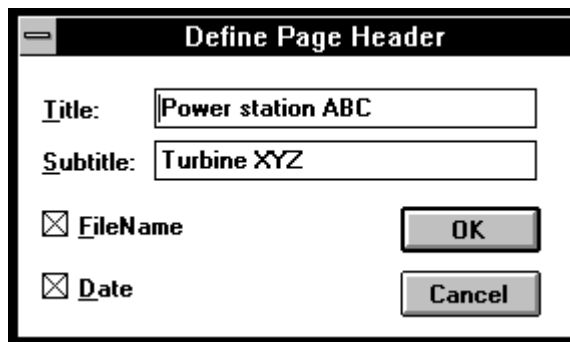 Define Page Header
Title: Power station ABC
Subtitle: Turbine XYZ
FileName OK
Date Cancel